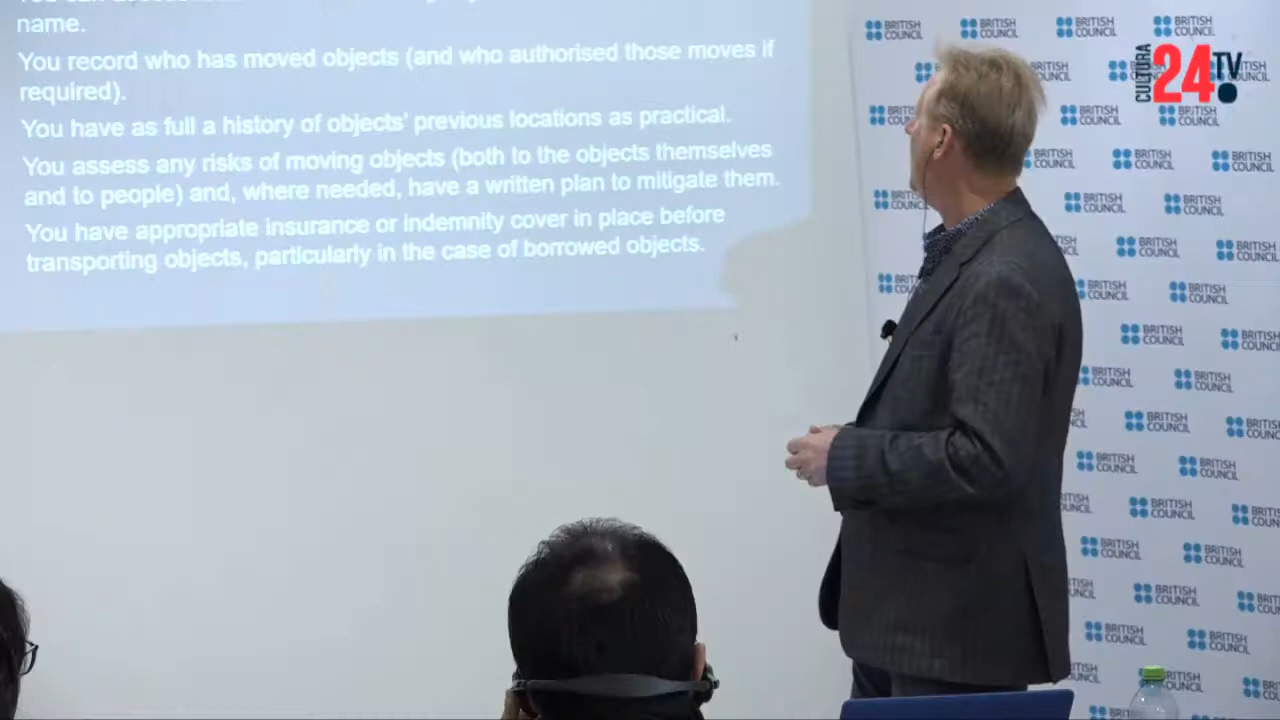 name.
You record who has moved objects (and who authorised those moves if
required).
You have as full a history of objects' previous locations as practical.
You assess any risks of moving objects (both to the objects themselves
and to people) and, where needed, have a written plan to mitigate them.
You have appropriate insurance or indemnity cover in place before
transporting objects, particularly in the case of borrowed objects.
CULTURA
24.TV
BRITISH
COUNCIL